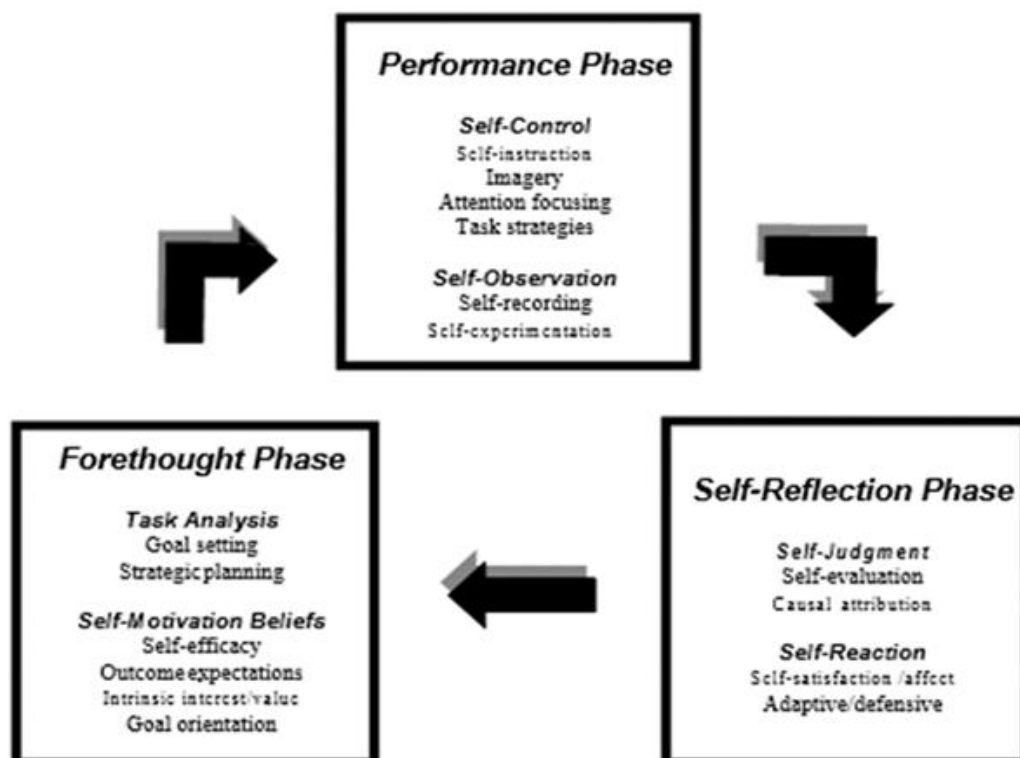 Performance Phase
Self-Control
Self-instruction
Imagery
Attention focusing
Task strategies
Self-Observation
Self-recording
Self-experimentation
Forethought Phase
Task Analysis
Goal setting
Strategic planning
Self-Motivation Beliefs
Self-efficacy
Outcome expectations
Intrinsic interest/value
Goal orientation
Self-Reflection Phase
Self-Judgment
Self-evaluation
Causal attribution
Self-Reaction
Self-satisfaction /affect
Adaptive/defensive